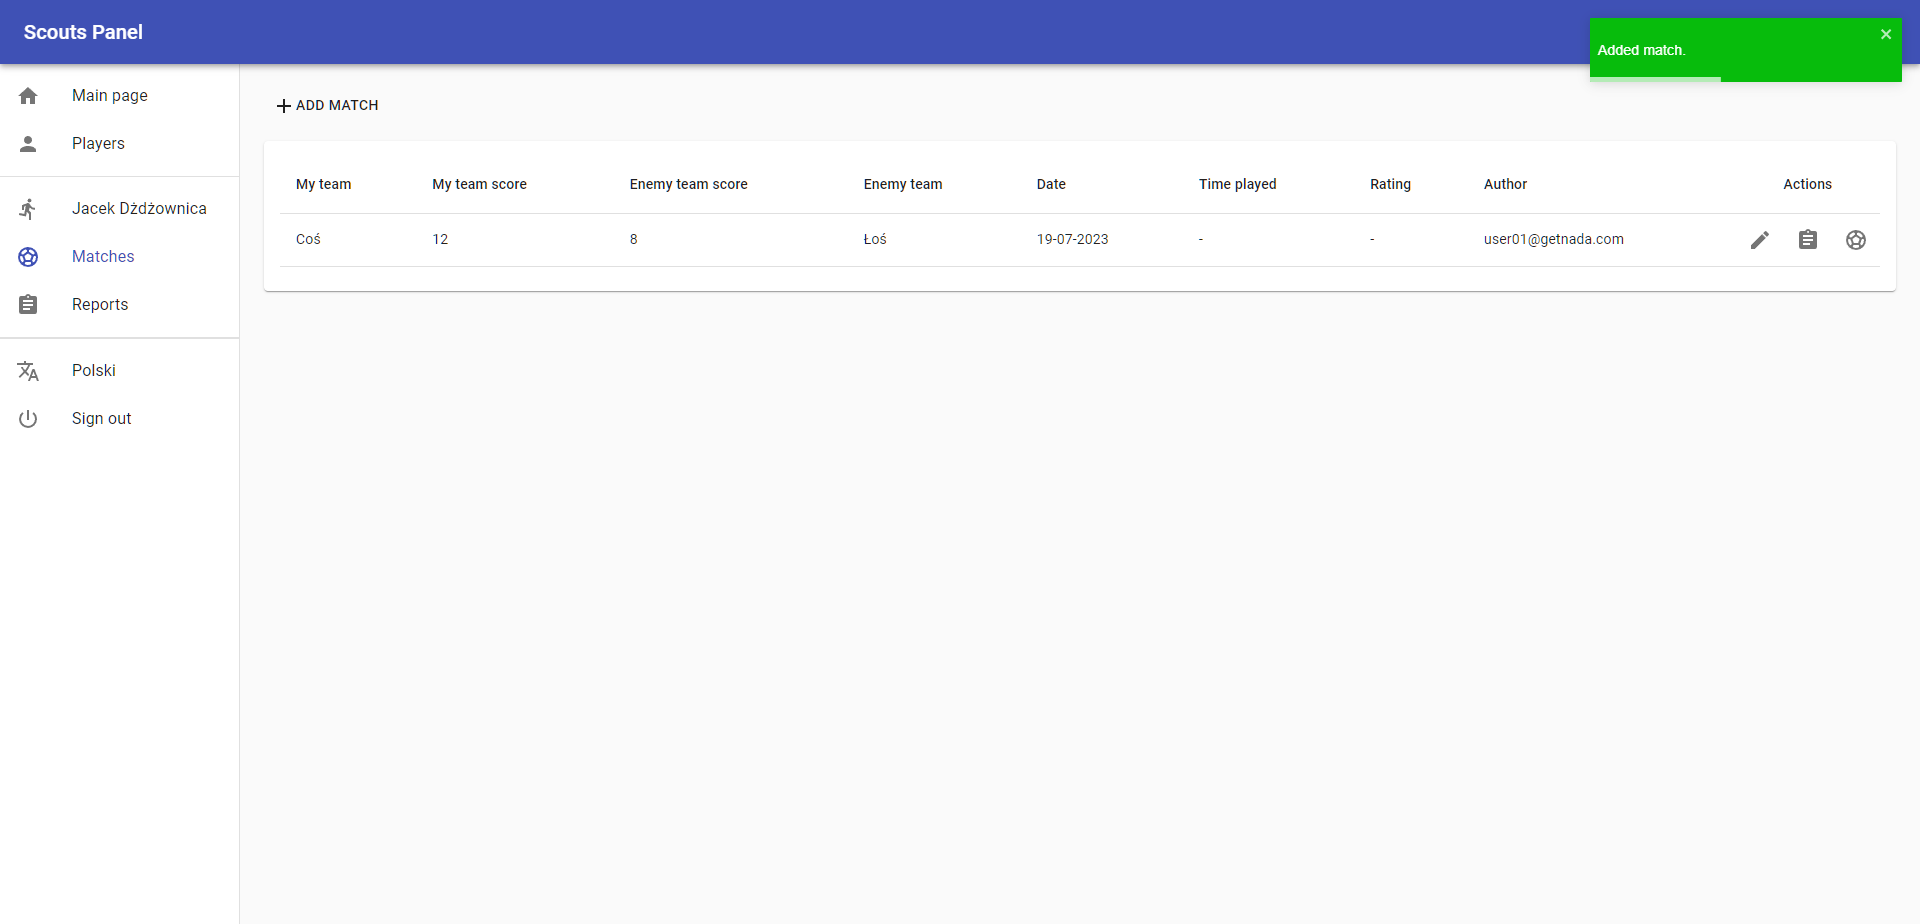 Scouts Panel
Added match.
Main page
Players
Jacek Dżdżownica
Matches
Reports
Polski
Sign out
ADD MATCH
My team My team score Enemy team score Enemy team Date Time played Rating Author Actions
Coś 12 8 Łoś 19-07-2023 - - user01@getnada.com